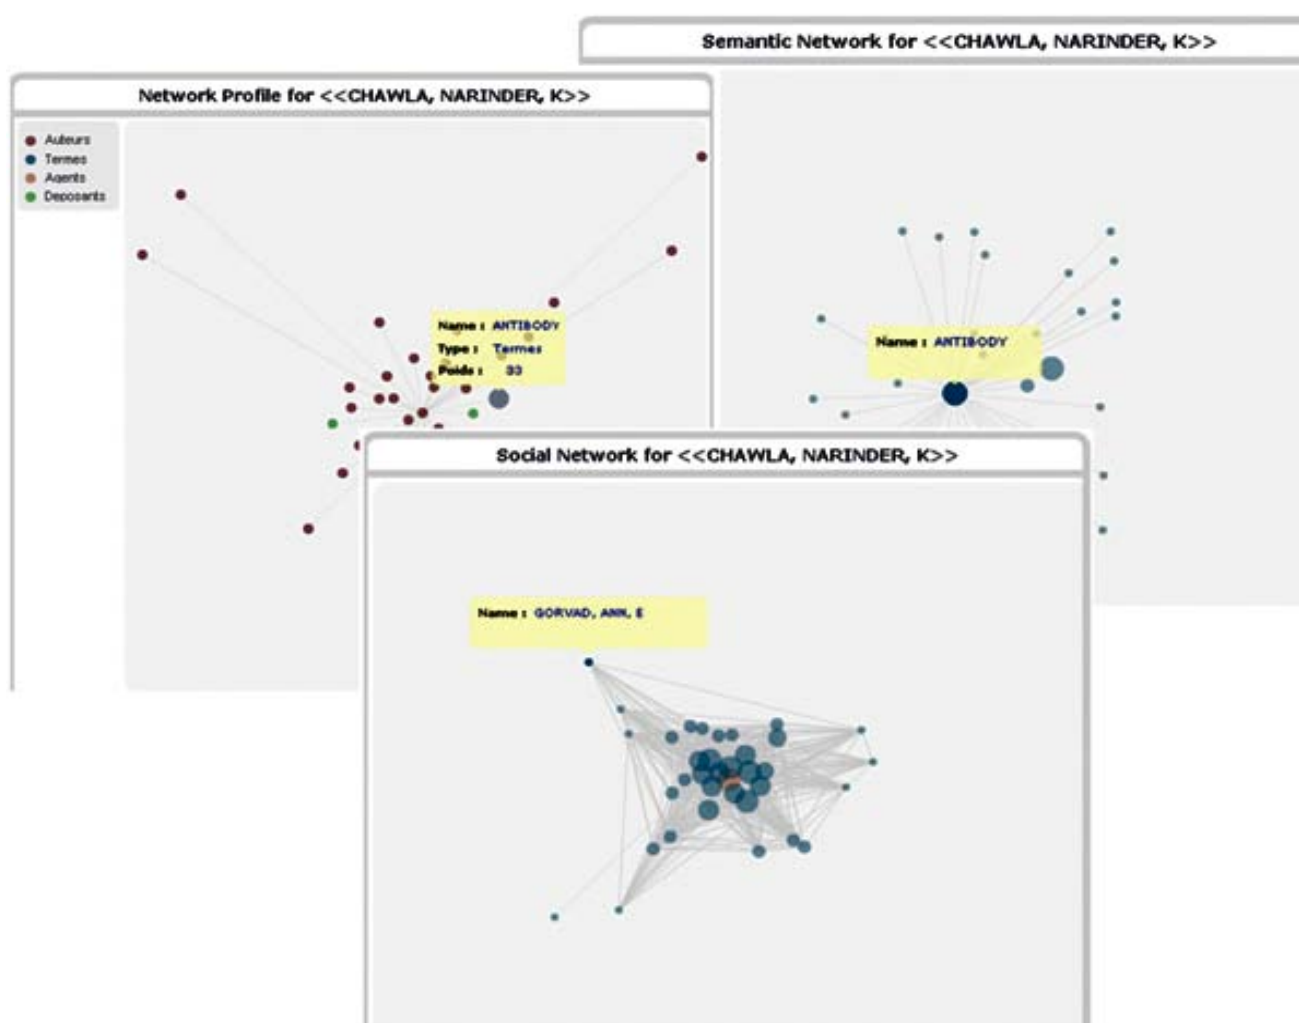 Semantic Network for <<CHAWLA, NARINDER, K>>
Network Profile for <<CHAWLA, NARINDER, K>>
Auteurs
Termes
Agents
Deposants
Name : ANTIBODY
Type : Termes
Poids : 33
Name : ANTIBODY
Social Network for <<CHAWLA, NARINDER, K>>
Name : GORVAD, ANN, E